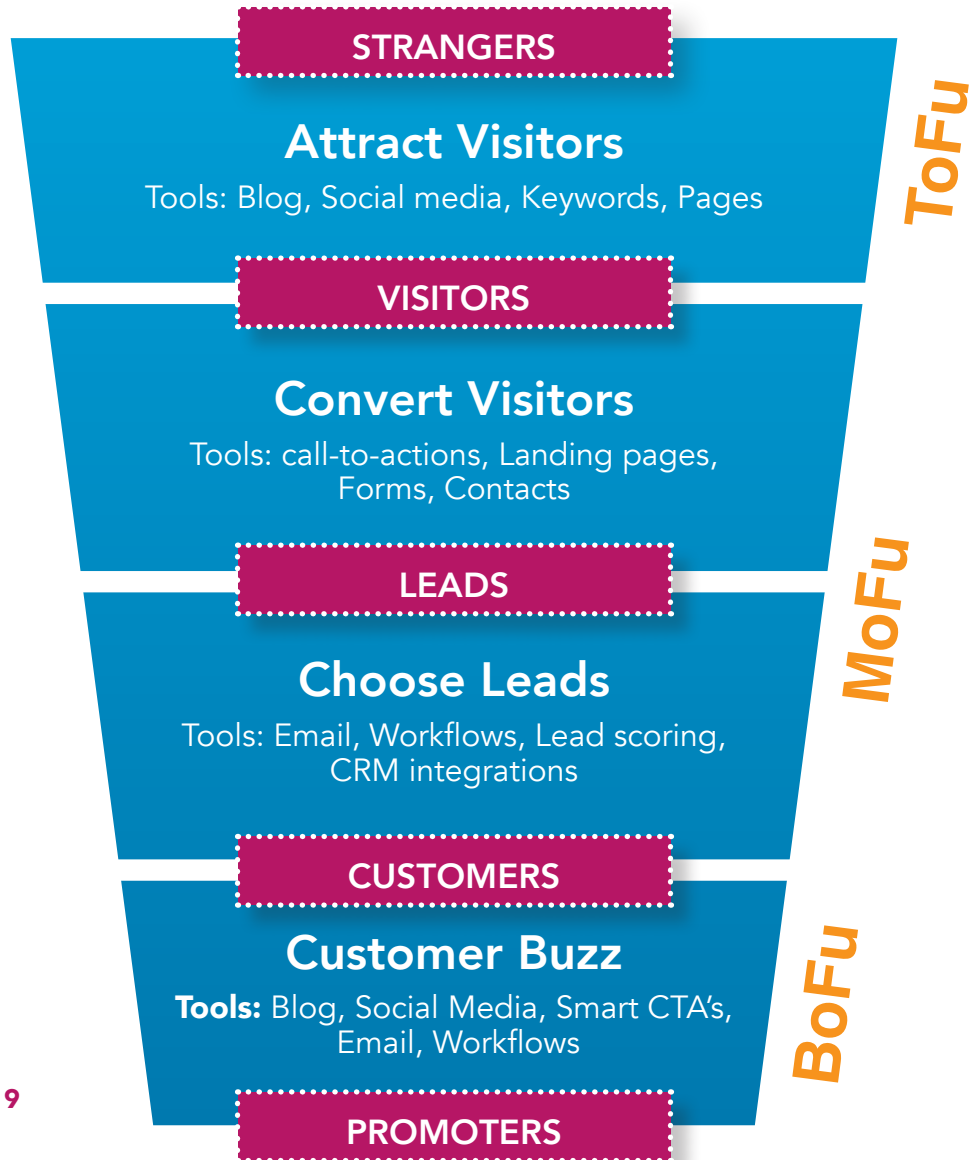 STRANGERS
Attract Visitors
Tools: Blog, Social media, Keywords, Pages
ToFu
VISITORS
Convert Visitors
Tools: call-to-actions, Landing pages,
Forms, Contacts
LEADS
MoFu
Choose Leads
Tools: Email, Workflows, Lead scoring,
CRM integrations
CUSTOMERS
Customer Buzz
Tools: Blog, Social Media, Smart CTA's,
Email, Workflows
BoFu
9
PROMOTERS